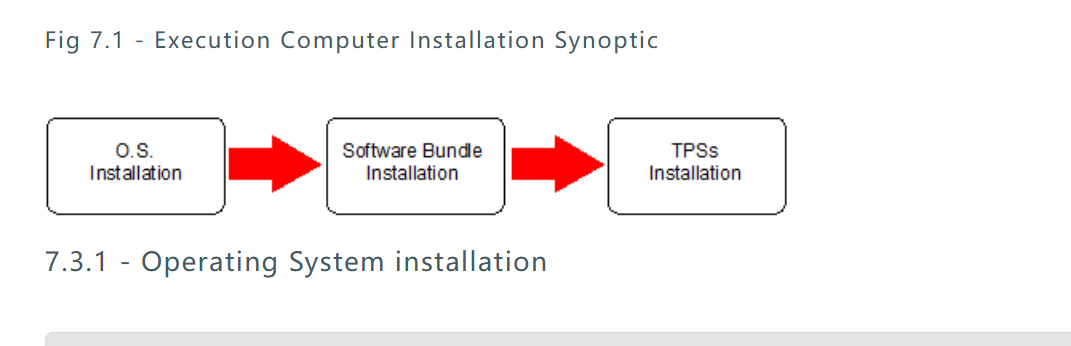 Fig 7.1 - Execution Computer Installation Synoptic
O.S.
Installation
Software Bundle
Installation
TPSs
Installation
7.3.1 - Operating System installation